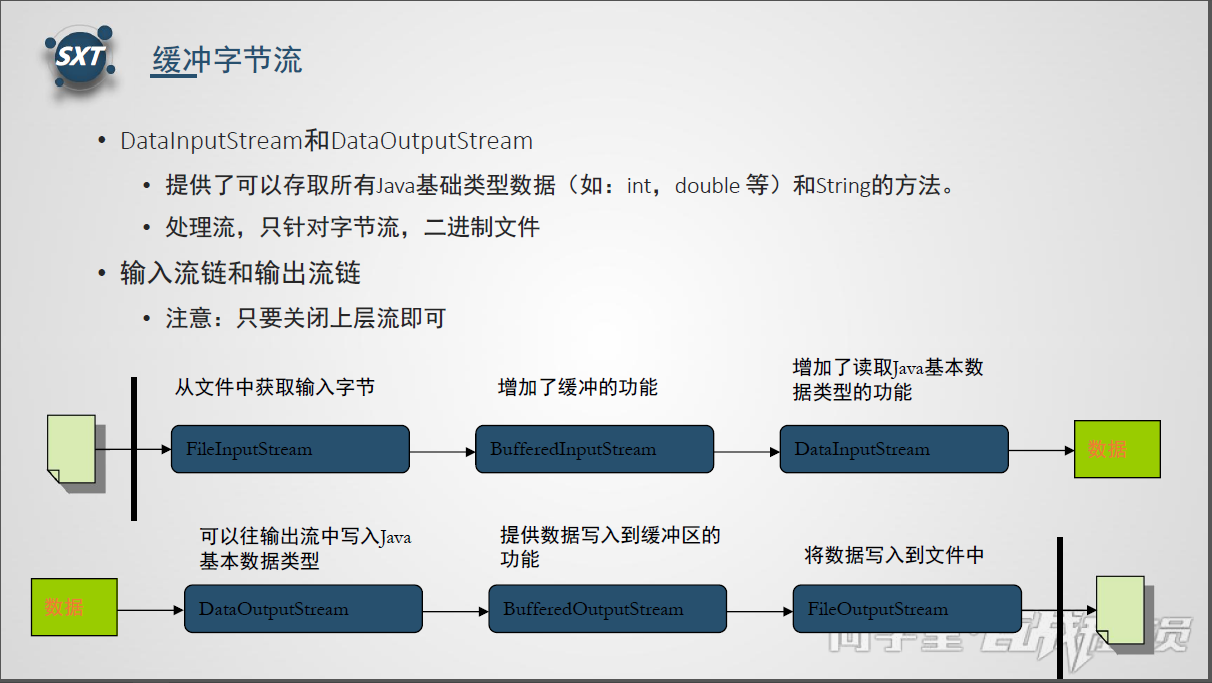 SXT
缓冲字节流
• DataInputStream和DataOutputStream
• 提供了可以存取所有Java基础类型数据（如：int，double 等）和String的方法。
• 处理流，只针对字节流，二进制文件
• 输入流链和输出流链
• 注意：只要关闭上层流即可
从文件中获取输入字节
增加了缓冲的功能
增加了读取Java基本数
据类型的功能
FileInputStream
BufferedInputStream
DataInputStream
数据
可以往输出流中写入Java
基本数据类型
提供数据写入到缓冲区的
功能
将数据写入到文件中
数据
DataOutputStream
BufferedOutputStream
FileOutputStream